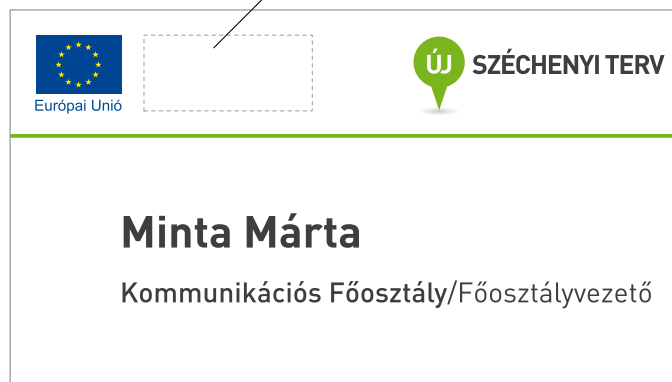 Európai Unió
ÚJ SZÉCHENYI TERV
Minta Márta
Kommunikációs Főosztály/Főosztályvezető